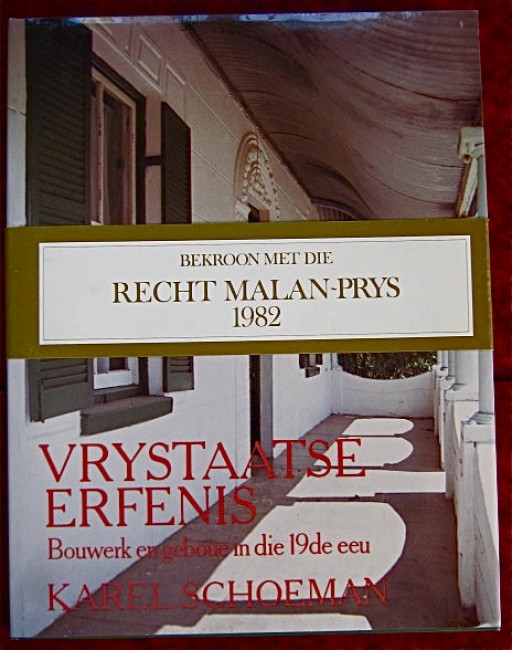 BEKROON MET DIE
RECHT MALAN-PRYS
1982
VRYSTAATSE
ERFENIS
Bouwerk en geboue in die 19de eeu
KAREL SCHOEMAN